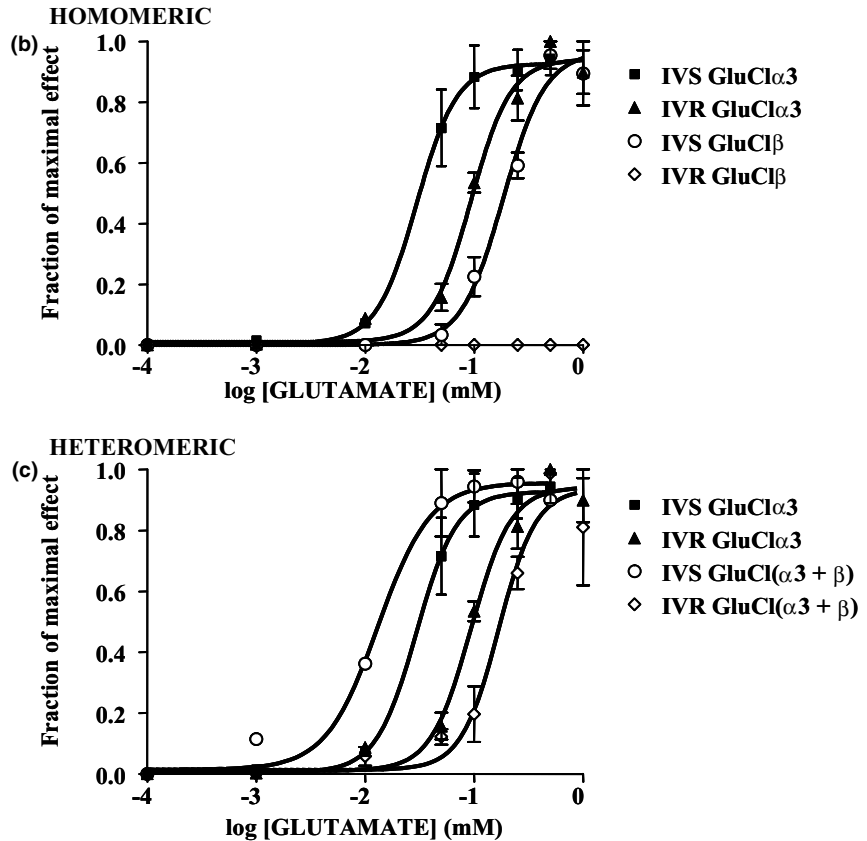 HOMOMERIC
(b)
Fraction of maximal effect
1.0
0.8
0.6
0.4
0.2
0.0
-4 -3 -2 -1 0
log [GLUTAMATE] (mM)
IVS GluClα3
IVR GluClα3
IVS GluClβ
IVR GluClβ
HETEROMERIC
(c)
Fraction of maximal effect
1.0
0.8
0.6
0.4
0.2
0.0
-4 -3 -2 -1 0
log [GLUTAMATE] (mM)
IVS GluClα3
IVR GluClα3
IVS GluCl(α3 + β)
IVR GluCl(α3 + β)